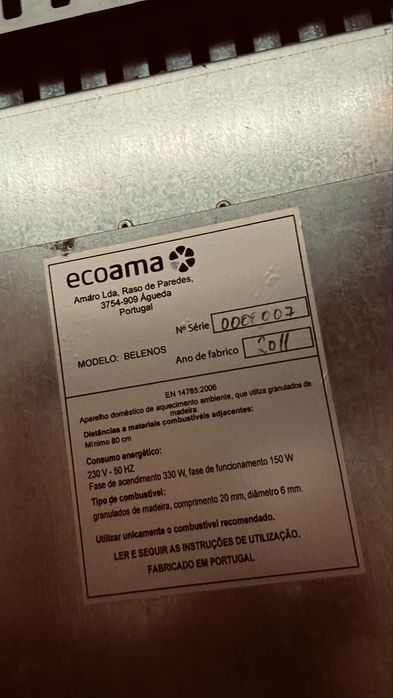 ecoama
Amaro Lda, Raso de Paredes,
3754-909 Águeda
Portugal
Nº Série
MODELO: BELENOS
Ano de fabrico 2011
EN 14785:2006
Aparelho doméstico de aquecimento ambiente, que utiliza granulados de
madeira.
Distâncias a materiais combustíveis adjacentes:
Mínimo 80 cm
Consumo energético:
230 V - 50 HZ
Fase de acendimento 330 W, fase de funcionamento 150 W
Tipo de combustível:
granulados de madeira, comprimento 20 mm, diâmetro 6 mm.
Utilizar unicamente o combustível recomendado.
LER E SEGUIR AS INSTRUÇÕES DE UTILIZAÇÃO.
FABRICADO EM PORTUGAL